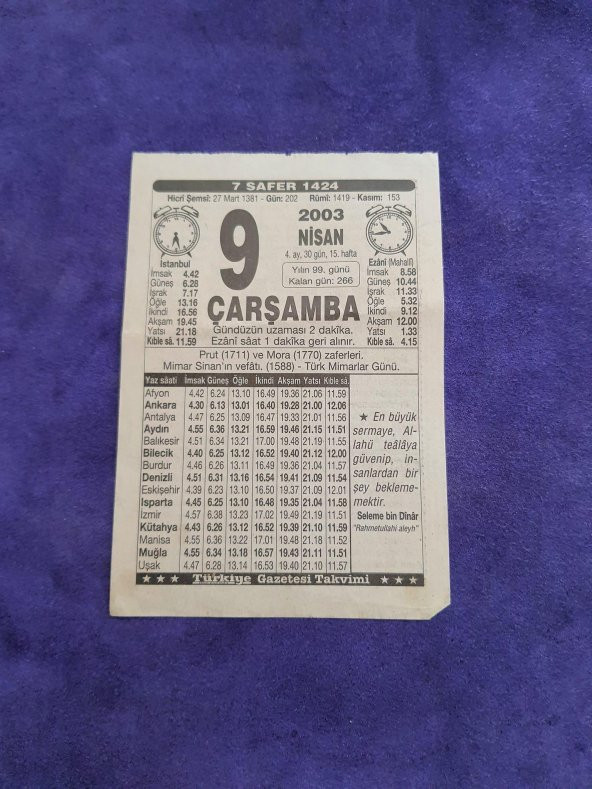 7 SAFER 1424
Hicrî Şemsî: 27 Mart 1381 - Gün: 202 Rûmî: 1419 - Kasım: 153
9
2003
NİSAN
4. ay, 30 gün, 15. hafta
Yılın 99. günü
Kalan gün: 266
İstanbul
İmsak 4.42
Güneş 6.28
İşrak 7.17
Öğle 13.16
İkindi 16.56
Akşam 19.45
Yatsı 21.18
Kıble sâ. 11.59
Ezânî (Mahallî)
İmsak 8.58
Güneş 10.44
İşrak 11.33
Öğle 5.32
İkindi 9.12
Akşam 12.00
Yatsı 1.33
Kıble sâ. 4.15
ÇARŞAMBA
Gündüzün uzaması 2 dakîka.
Ezânî sâat 1 dakîka geri alınır.
Prut (1711) ve Mora (1770) zaferleri.
Mimar Sinan'ın vefâtı. (1588) - Türk Mimarlar Günü.
Yaz sâati İmsak Güneş Öğle İkindi Akşam Yatsı Kıble sâ.
Afyon 4.42 6.24 13.10 16.49 19.36 21.06 11.59
Ankara 4.30 6.13 13.01 16.40 19.28 21.00 12.06
Antalya 4.47 6.25 13.09 16.47 19.33 21.01 11.56
Aydın 4.55 6.36 13.21 16.59 19.46 21.15 11.51
Balıkesir 4.51 6.34 13.21 17.00 19.48 21.19 11.55
Bilecik 4.40 6.25 13.12 16.52 19.40 21.12 12.00
Burdur 4.46 6.26 13.11 16.49 19.36 21.04 11.57
Denizli 4.51 6.31 13.16 16.54 19.41 21.09 11.54
Eskişehir 4.39 6.23 13.10 16.50 19.37 21.09 12.01
Isparta 4.45 6.25 13.10 16.48 19.35 21.04 11.58
İzmir 4.57 6.38 13.23 17.02 19.49 21.19 11.51
Kütahya 4.43 6.26 13.12 16.52 19.39 21.10 11.58
Manisa 4.55 6.36 13.22 17.01 19.48 21.18 11.52
Muğla 4.55 6.34 13.18 16.57 19.43 21.11 11.51
Uşak 4.47 6.28 13.14 16.53 19.40 21.10 11.57
★ En büyük
sermaye, Al-
lahü teâlâya
güvenip, in-
sanlardan bir
şey bekleme-
mektir.
Seleme bin Dînâr
"Rahmetullahi aleyh"
★ ★ ★ Türkiye Gazetesi Takvimi ★ ★ ★